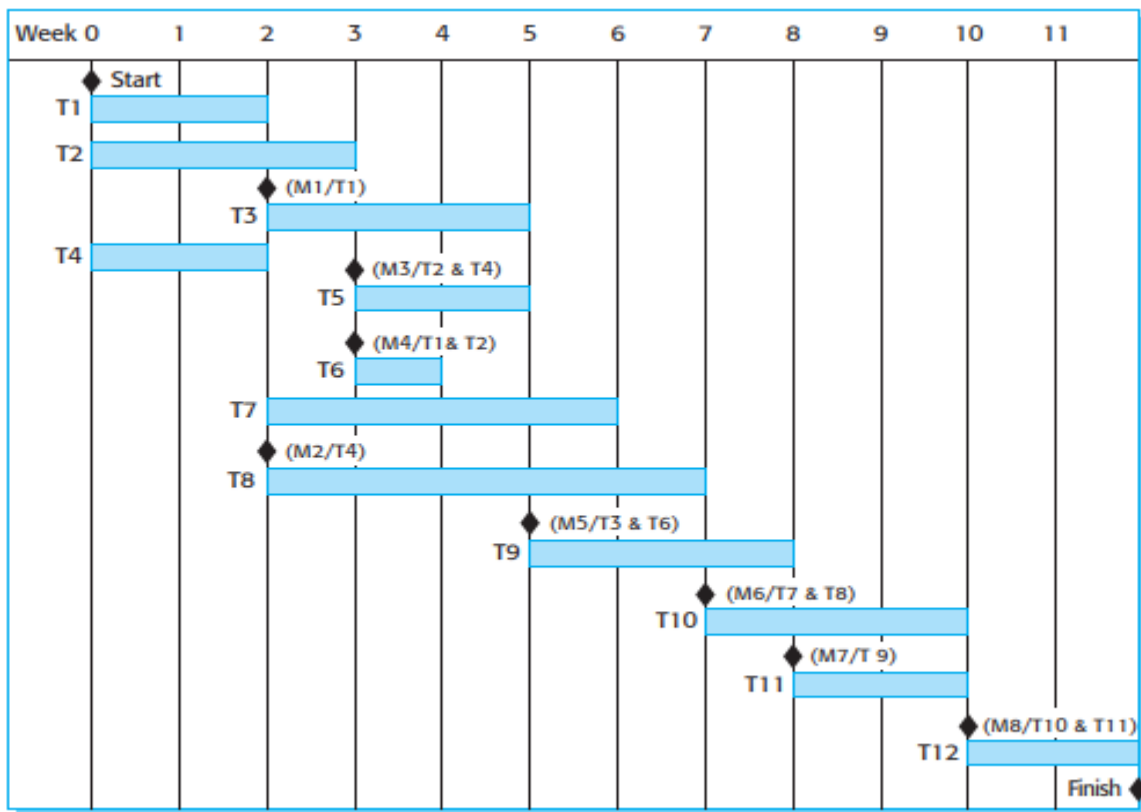 Week 0 1 2 3 4 5 6 7 8 9 10 11
Start
T1
T2
(M1/T1)
T3
T4
(M3/T2 & T4)
T5
(M4/T1& T2)
T6
T7
(M2/T4)
T8
(M5/T3 & T6)
T9
(M6/T7 & T8)
T10
(M7/T 9)
T11
(M8/T10 & T11)
T12
Finish